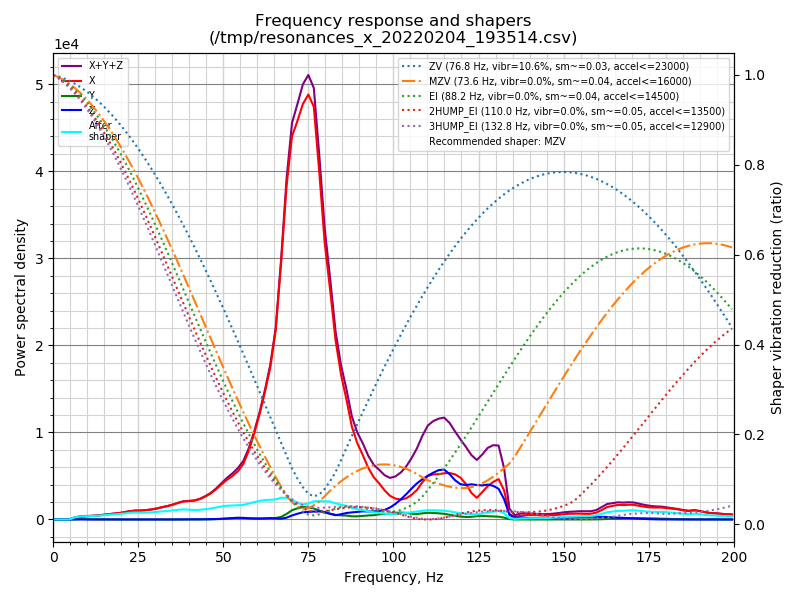 Frequency response and shapers
(/tmp/resonances_x_20220204_193514.csv)
1e4
X+Y+Z
X
Y
After
shaper
ZV (76.8 Hz, vibr=10.6%, sm~=0.03, accel<=23000)
MZV (73.6 Hz, vibr=0.0%, sm~=0.04, accel<=16000)
EI (88.2 Hz, vibr=0.0%, sm~=0.04, accel<=14500)
2HUMP_EI (110.0 Hz, vibr=0.0%, sm~=0.05, accel<=13500)
3HUMP_EI (132.8 Hz, vibr=0.0%, sm~=0.05, accel<=12900)
Recommended shaper: MZV
5
4
3
2
1
0
Power spectral density
1.0
0.8
0.6
0.4
0.2
0.0
Shaper vibration reduction (ratio)
0 25 50 75 100 125 150 175 200
Frequency, Hz